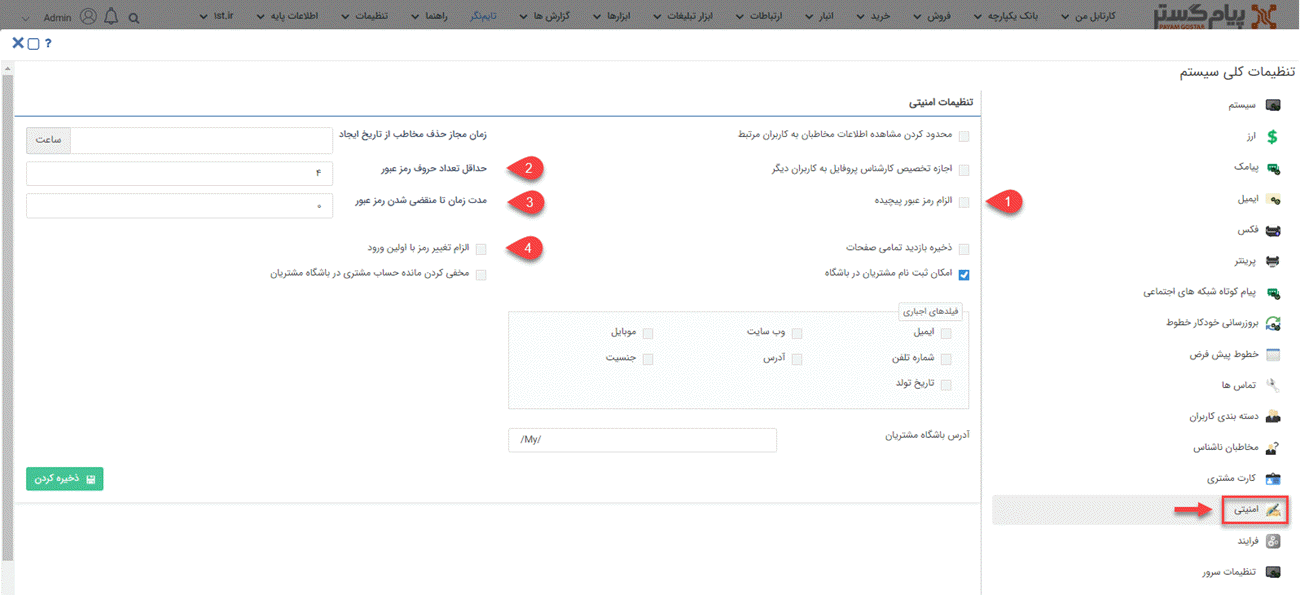 پیام گستر
PAYAM GOSTAR
کارتابل من
بانک یکپارچه
فروش
خرید
انبار
ارتباطات
ابزار تبلیغات
ابزارها
گزارش ها
تایم‌نگر
راهنما
تنظیمات
اطلاعات پایه
1st.ir
Admin
?
تنظیمات کلی سیستم
سیستم
ارز
پیامک
ایمیل
فکس
پرینتر
پیام کوتاه شبکه های اجتماعی
بروزرسانی خودکار خطوط
خطوط پیش فرض
تماس ها
دسته بندی کاربران
مخاطبان ناشناس
کارت مشتری
امنیتی
فرایند
تنظیمات سرور
تنظیمات امنیتی
محدود کردن مشاهده اطلاعات مخاطبان به کاربران مرتبط
زمان مجاز حذف مخاطب از تاریخ ایجاد
ساعت
اجازه تخصیص کارشناس پروفایل به کاربران دیگر
2
حداقل تعداد حروف رمز عبور
۴
1
الزام رمز عبور پیچیده
3
مدت زمان تا منقضی شدن رمز عبور
۰
ذخیره بازدید تمامی صفحات
4
الزام تغییر رمز با اولین ورود
امکان ثبت نام مشتریان در باشگاه
مخفی کردن مانده حساب مشتری در باشگاه مشتریان
فیلدهای اجباری
ایمیل
وب سایت
موبایل
شماره تلفن
آدرس
جنسیت
تاریخ تولد
آدرس باشگاه مشتریان
/My/
ذخیره کردن